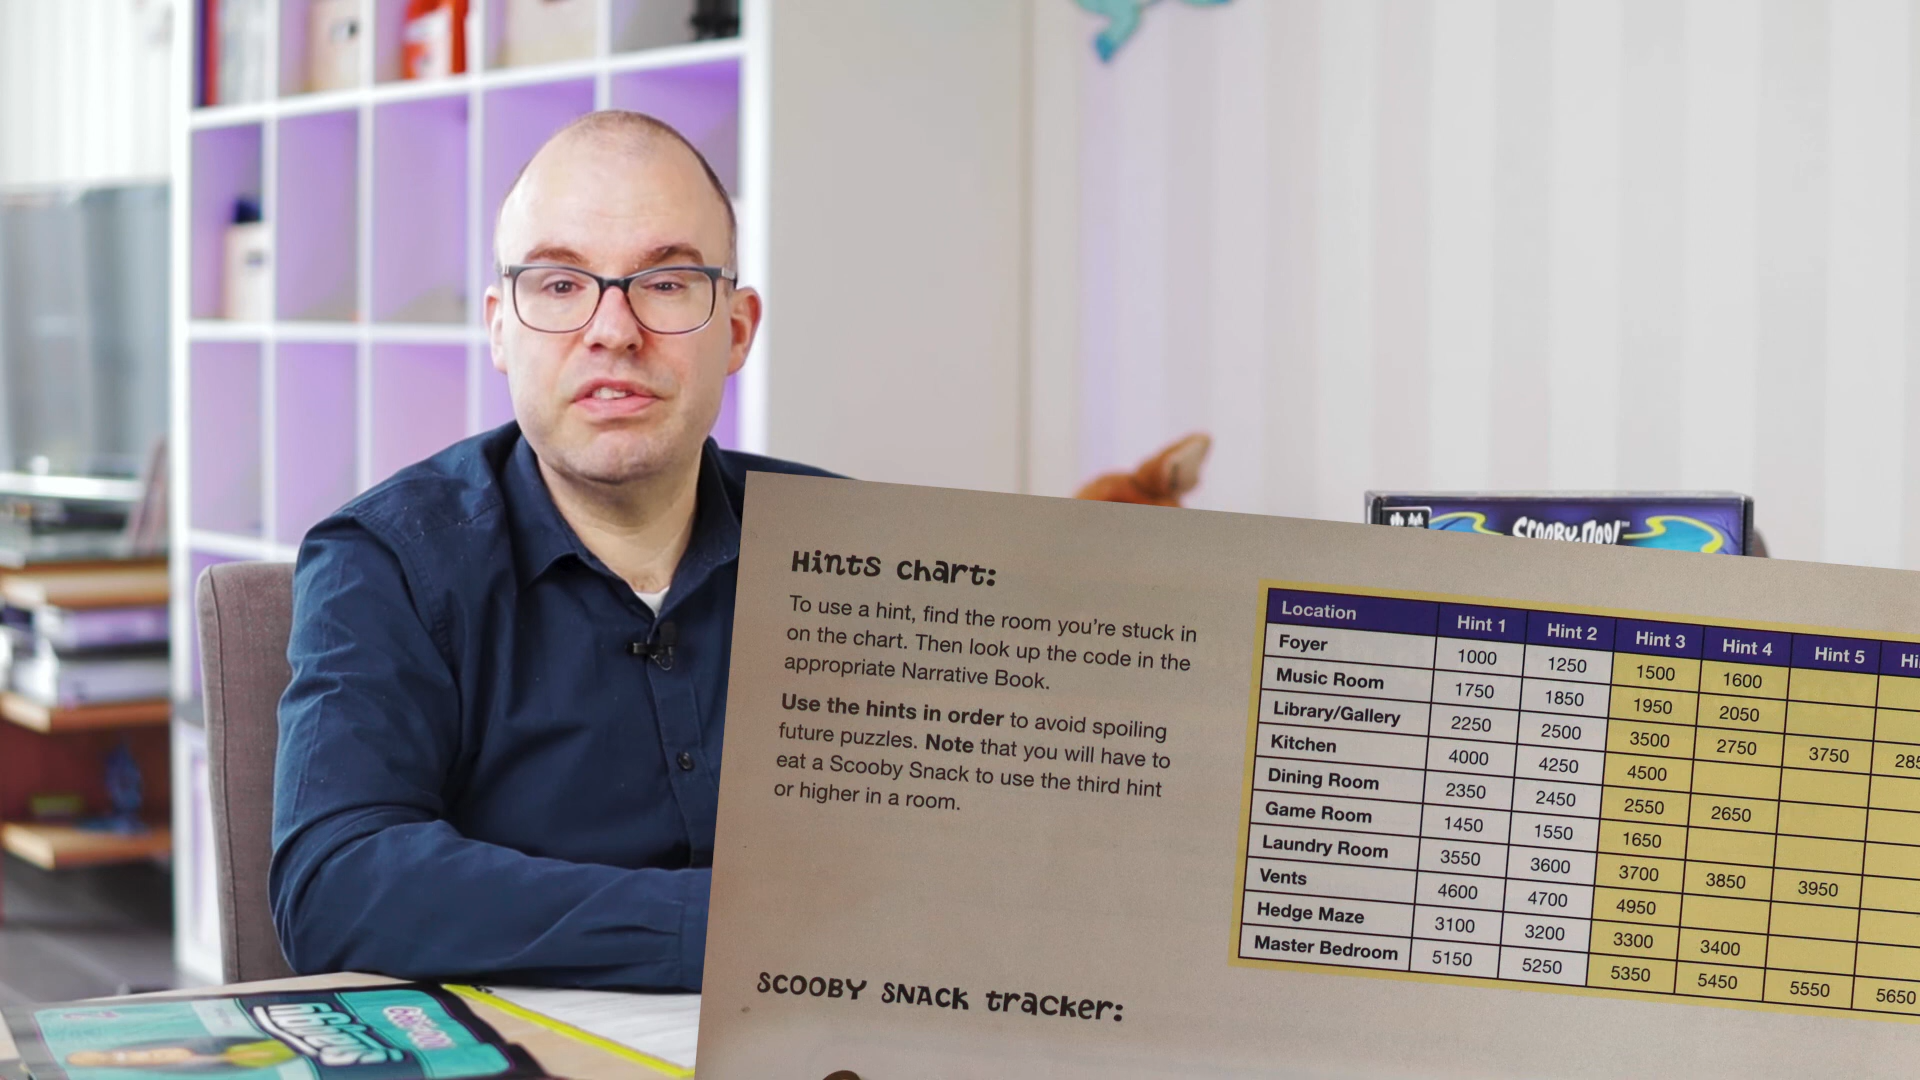 SCOOBY-DOO!
Hints chart:
To use a hint, find the room you're stuck in
on the chart. Then look up the code in the
appropriate Narrative Book.
Use the hints in order to avoid spoiling
future puzzles. Note that you will have to
eat a Scooby Snack to use the third hint
or higher in a room.
Location Hint 1 Hint 2 Hint 3 Hint 4 Hint 5
Foyer 1000 1250 1500 1600
Music Room 1750 1850 1950 2050
Library/Gallery 2250 2500 3500 2750 3750
Kitchen 4000 4250 4500
Dining Room 2350 2450 2550 2650
Game Room 1450 1550 1650
Laundry Room 3550 3600 3700 3850 3950
Vents 4600 4700 4950
Hedge Maze 3100 3200 3300 3400
Master Bedroom 5150 5250 5350 5450 5550 5650
SCOOBY SNACK tracker: